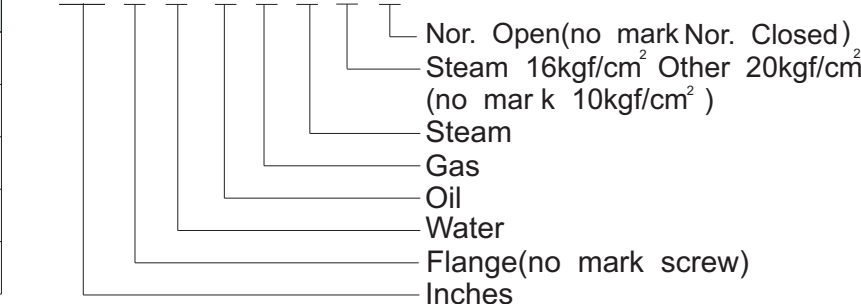 Nor. Open(no mark Nor. Closed)
Steam 16kgf/cm² Other 20kgf/cm²
(no mar k 10kgf/cm² )
Steam
Gas
Oil
Water
Flange(no mark screw)
Inches